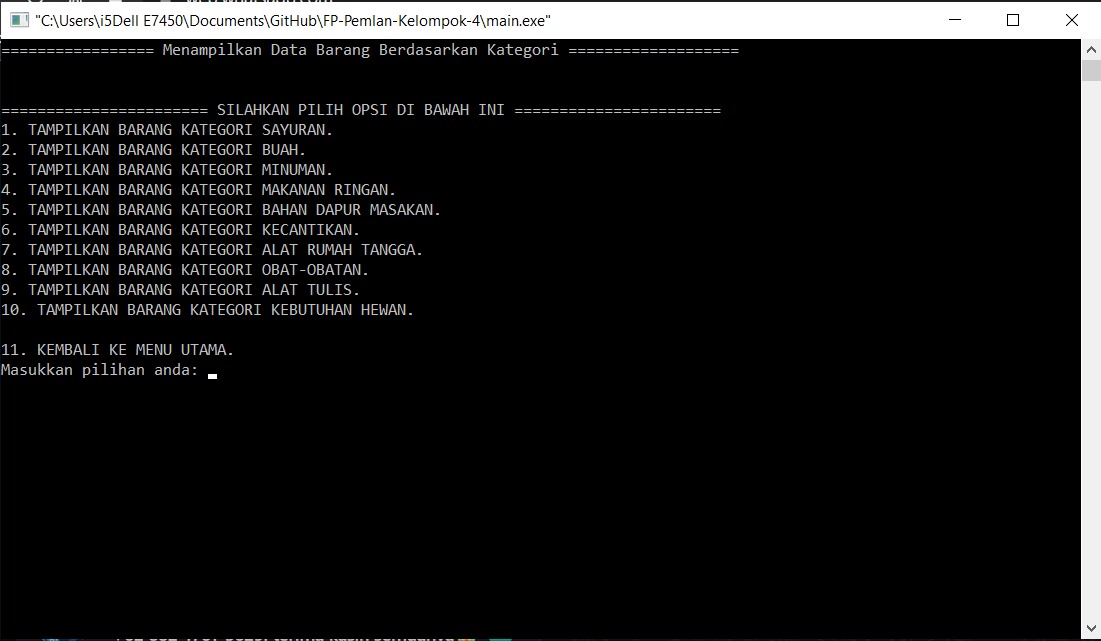 "C:\Users\i5Dell E7450\Documents\GitHub\FP-Pemlan-Kelompok-4\main.exe"
================= Menampilkan Data Barang Berdasarkan Kategori ===================
======================= SILAHKAN PILIH OPSI DI BAWAH INI =======================
1. TAMPILKAN BARANG KATEGORI SAYURAN.
2. TAMPILKAN BARANG KATEGORI BUAH.
3. TAMPILKAN BARANG KATEGORI MINUMAN.
4. TAMPILKAN BARANG KATEGORI MAKANAN RINGAN.
5. TAMPILKAN BARANG KATEGORI BAHAN DAPUR MASAKAN.
6. TAMPILKAN BARANG KATEGORI KECANTIKAN.
7. TAMPILKAN BARANG KATEGORI ALAT RUMAH TANGGA.
8. TAMPILKAN BARANG KATEGORI OBAT-OBATAN.
9. TAMPILKAN BARANG KATEGORI ALAT TULIS.
10. TAMPILKAN BARANG KATEGORI KEBUTUHAN HEWAN.
11. KEMBALI KE MENU UTAMA.
Masukkan pilihan anda: